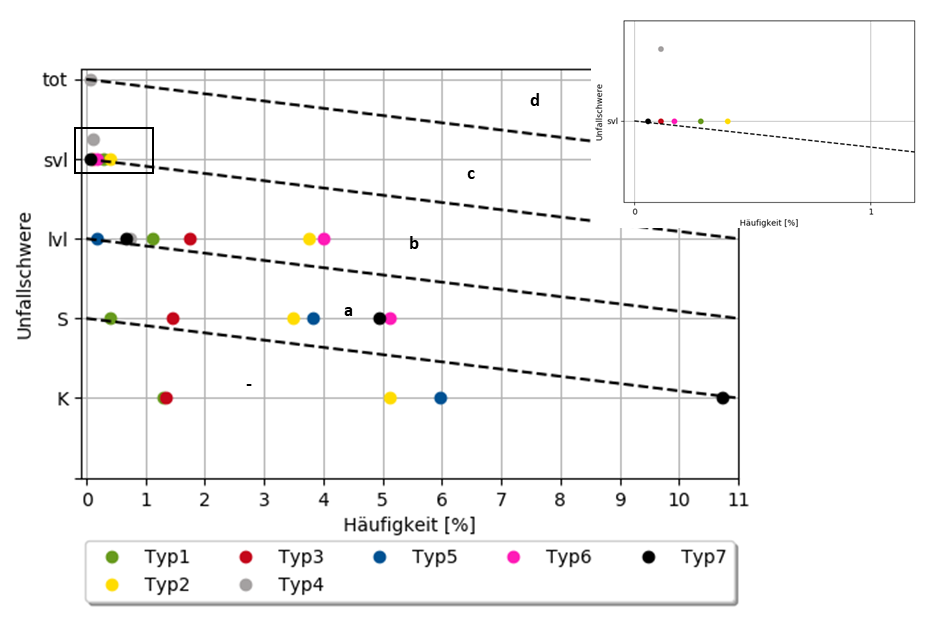 tot
d
svl
c
lvl
b
S
a
K
-
Unfallschwere
0 1 2 3 4 5 6 7 8 9 10 11
Häufigkeit [%]
Unfallschwere
svl
0 1
Häufigkeit [%]
Typ1 Typ3 Typ5 Typ6 Typ7
Typ2 Typ4